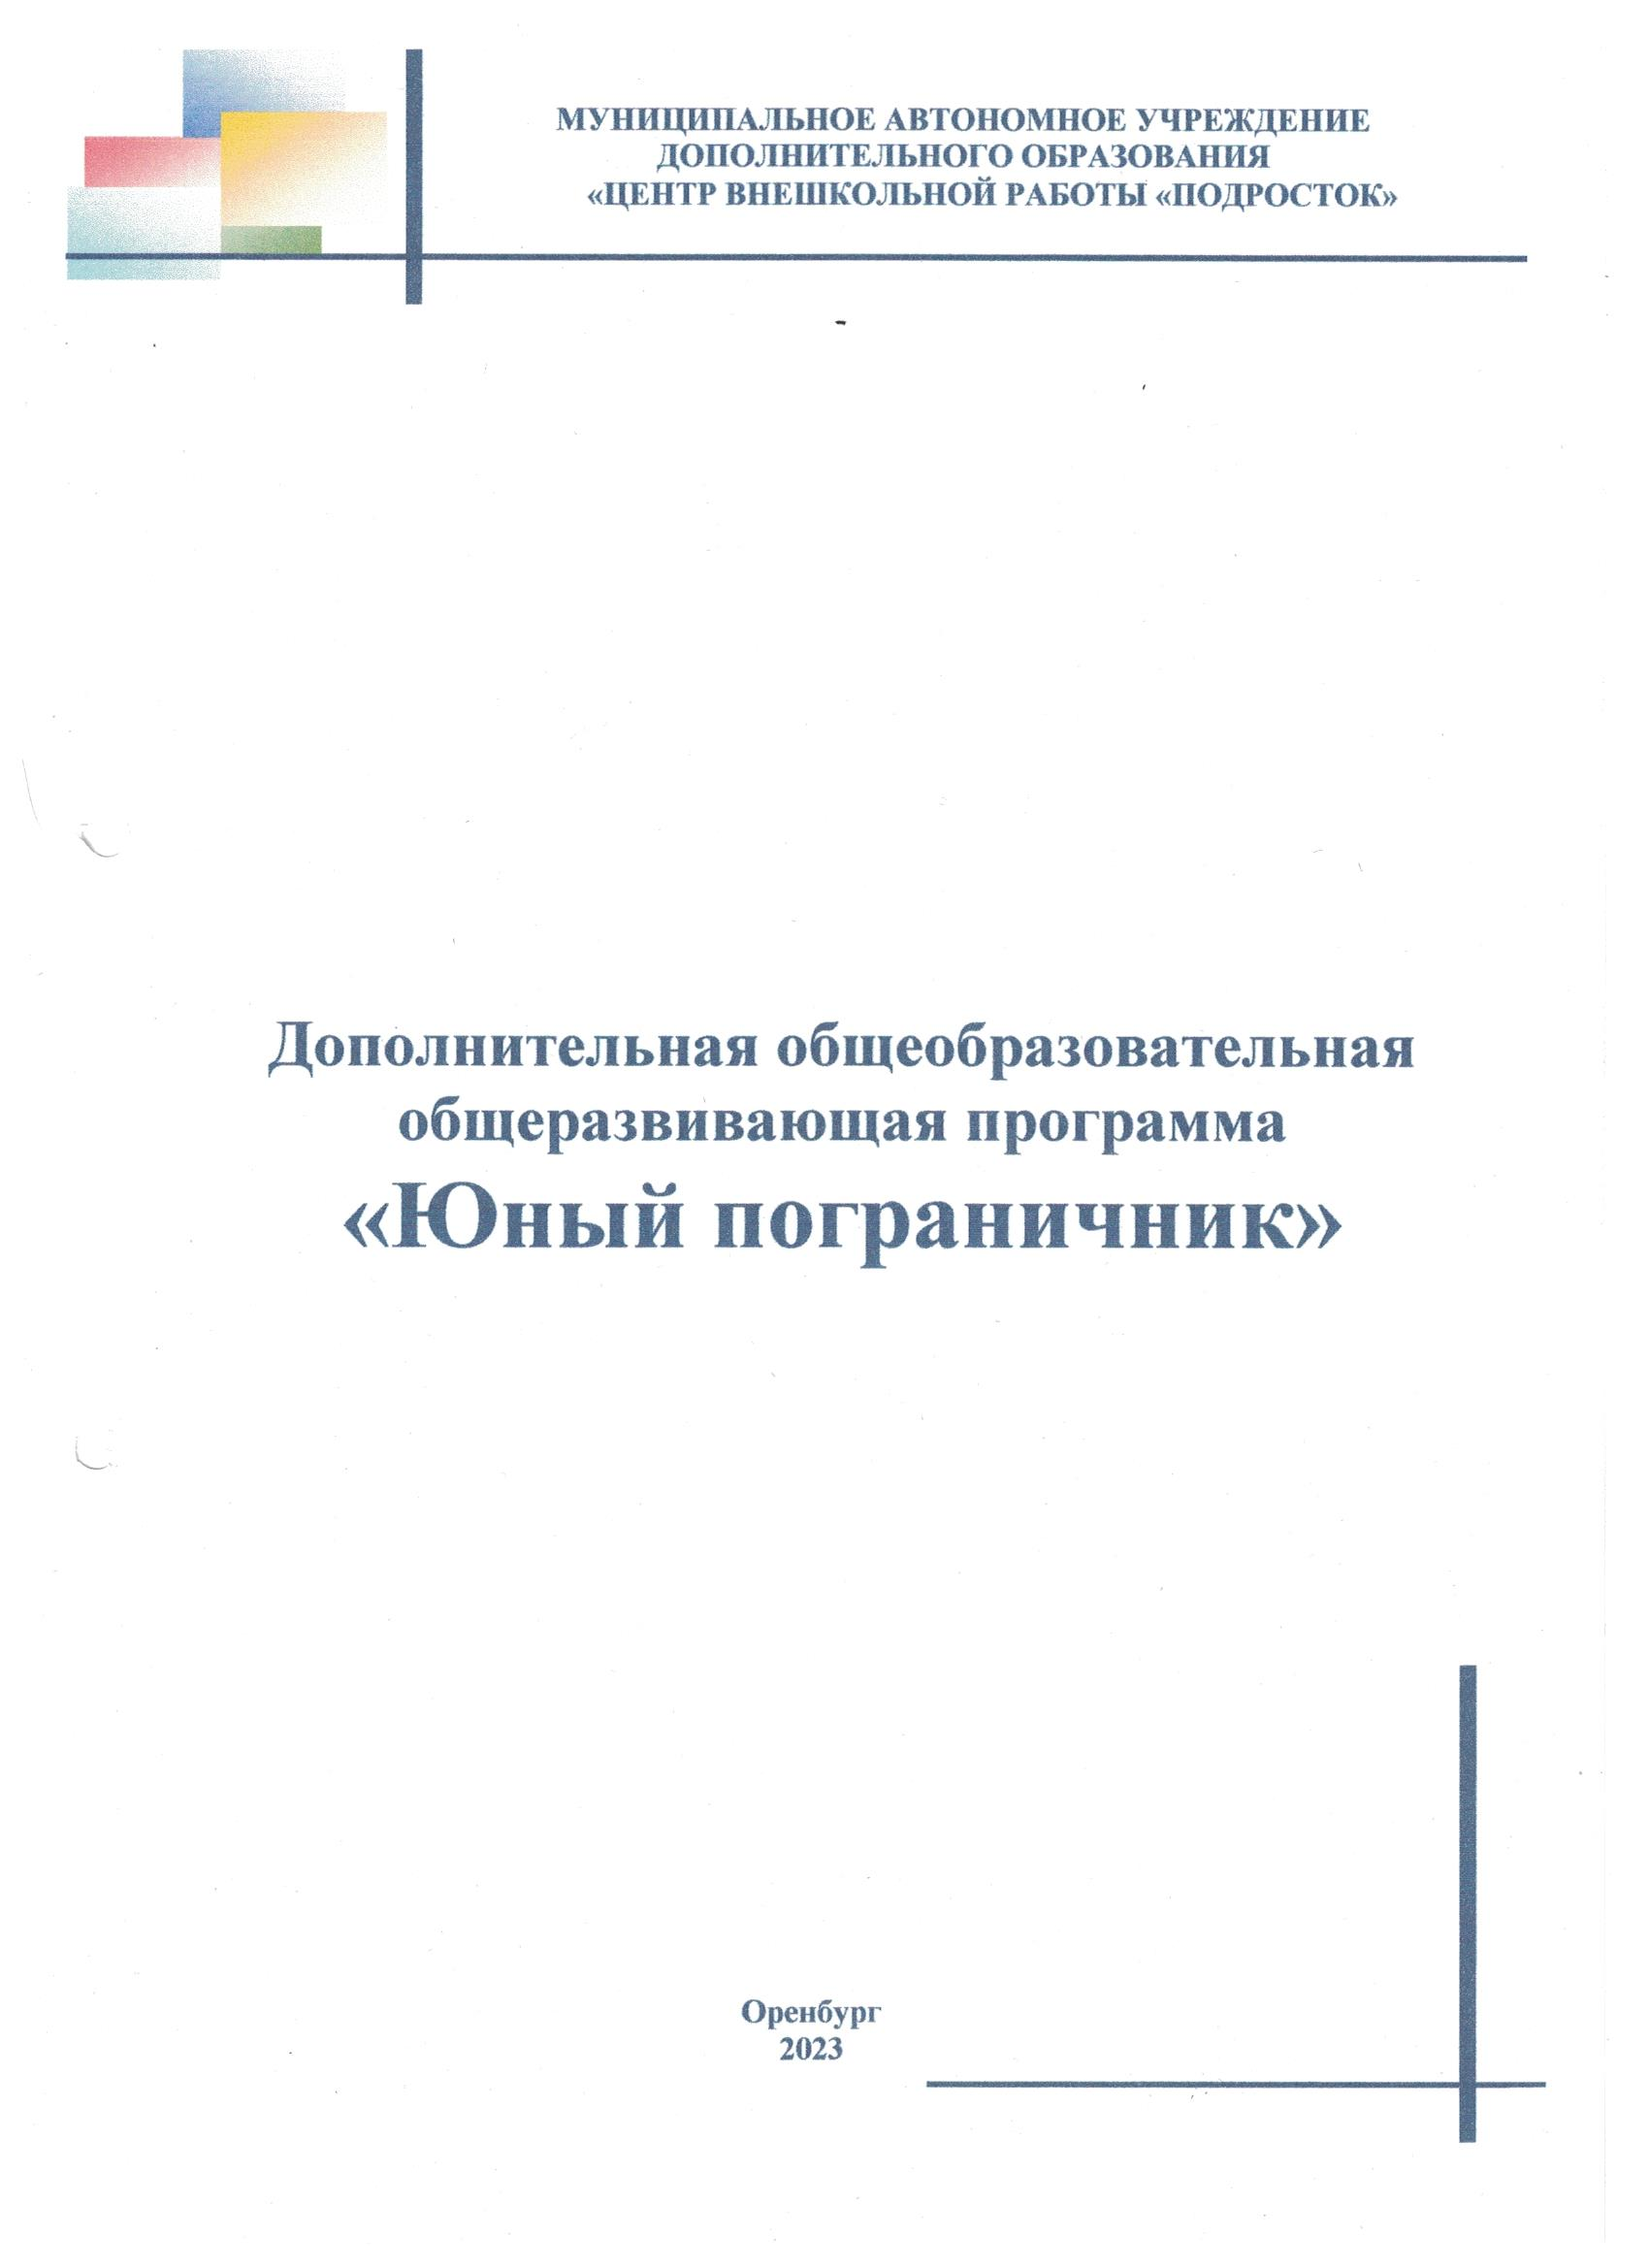 МУНИЦИПАЛЬНОЕ АВТОНОМНОЕ УЧРЕЖДЕНИЕ
ДОПОЛНИТЕЛЬНОГО ОБРАЗОВАНИЯ
«ЦЕНТР ВНЕШКОЛЬНОЙ РАБОТЫ «ПОДРОСТОК»
Дополнительная общеобразовательная
общеразвивающая программа
«Юный пограничник»
Оренбург
2023